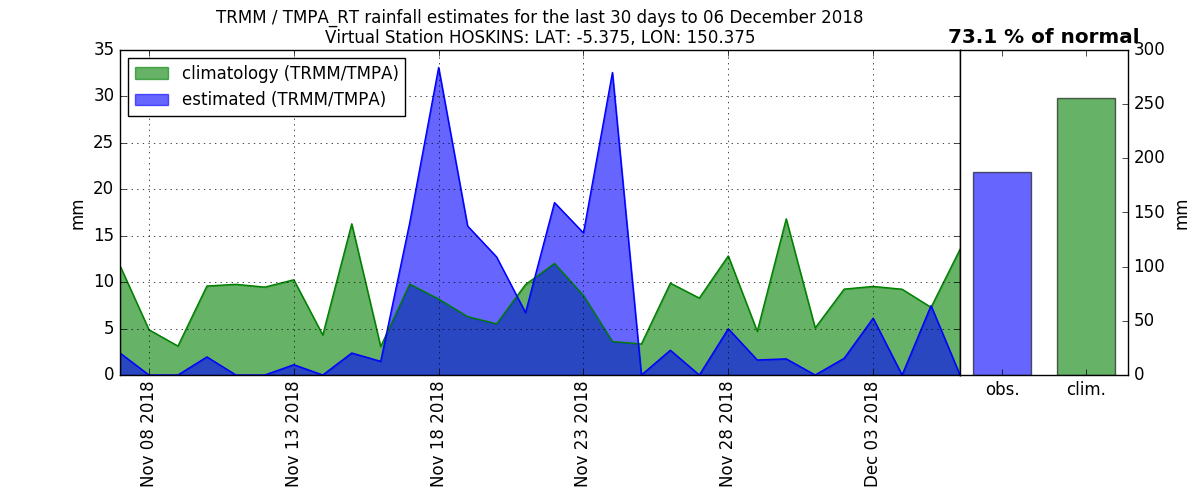 TRMM / TMPA_RT rainfall estimates for the last 30 days to 06 December 2018
Virtual Station HOSKINS: LAT: -5.375, LON: 150.375
73.1 % of normal
climatology (TRMM/TMPA)
estimated (TRMM/TMPA)
35
30
25
20
15
10
5
0
mm
Nov 08 2018
Nov 13 2018
Nov 18 2018
Nov 23 2018
Nov 28 2018
Dec 03 2018
obs.
clim.
300
250
200
150
100
50
0
mm